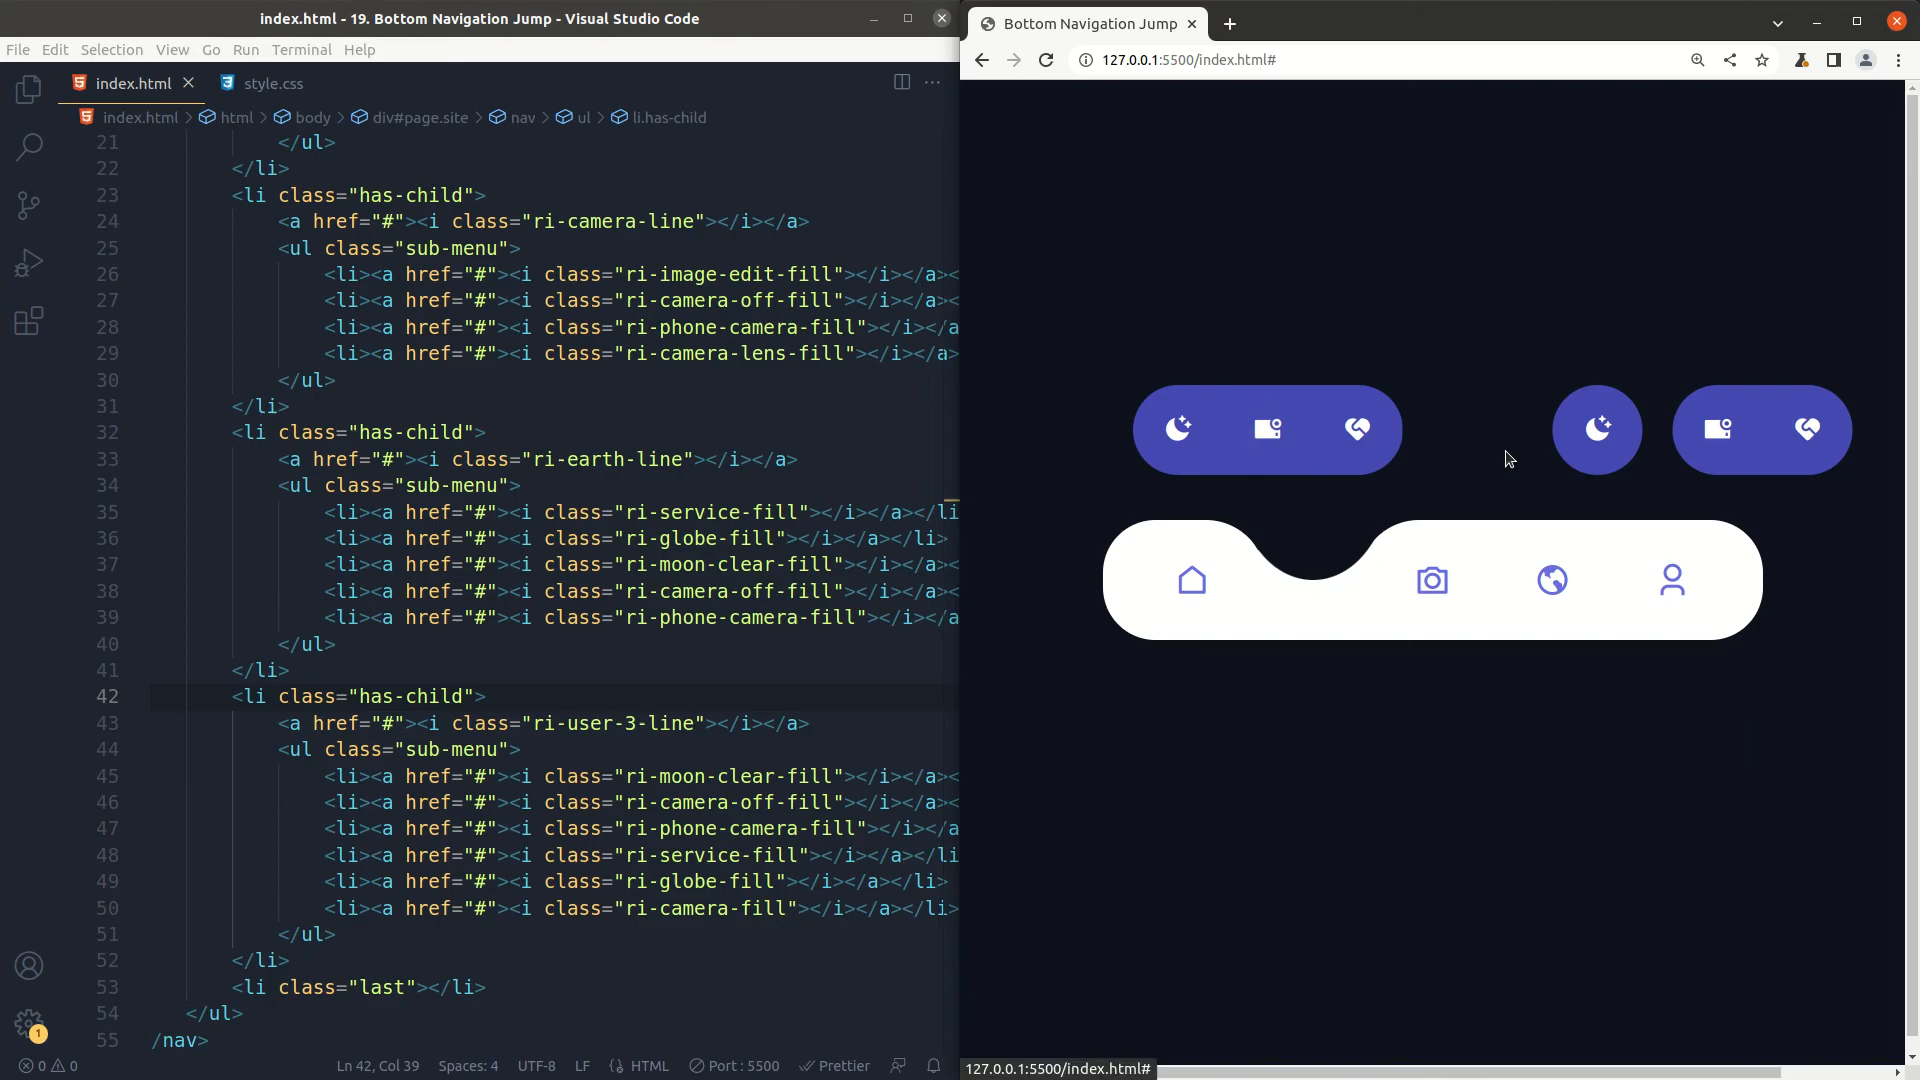 index.html - 19. Bottom Navigation Jump - Visual Studio Code
File Edit Selection View Go Run Terminal Help
index.html
style.css
index.html > html > body > div#page.site > nav > ul > li.has-child
21 </ul>
22 </li>
23 <li class="has-child">
24 <a href="#"><i class="ri-camera-line"></i></a>
25 <ul class="sub-menu">
26 <li><a href="#"><i class="ri-image-edit-fill"></i></a><
27 <li><a href="#"><i class="ri-camera-off-fill"></i></a><
28 <li><a href="#"><i class="ri-phone-camera-fill"></i></a
29 <li><a href="#"><i class="ri-camera-lens-fill"></i></a>
30 </ul>
31 </li>
32 <li class="has-child">
33 <a href="#"><i class="ri-earth-line"></i></a>
34 <ul class="sub-menu">
35 <li><a href="#"><i class="ri-service-fill"></i></a></li
36 <li><a href="#"><i class="ri-globe-fill"></i></a></li>
37 <li><a href="#"><i class="ri-moon-clear-fill"></i></a><
38 <li><a href="#"><i class="ri-camera-off-fill"></i></a><
39 <li><a href="#"><i class="ri-phone-camera-fill"></i></a
40 </ul>
41 </li>
42 <li class="has-child">
43 <a href="#"><i class="ri-user-3-line"></i></a>
44 <ul class="sub-menu">
45 <li><a href="#"><i class="ri-moon-clear-fill"></i></a><
46 <li><a href="#"><i class="ri-camera-off-fill"></i></a><
47 <li><a href="#"><i class="ri-phone-camera-fill"></i></a
48 <li><a href="#"><i class="ri-service-fill"></i></a></li
49 <li><a href="#"><i class="ri-globe-fill"></i></a></li>
50 <li><a href="#"><i class="ri-camera-fill"></i></a></li>
51 </ul>
52 </li>
53 <li class="last"></li>
54 </ul>
55 /nav>
1
0 0 Ln 42, Col 39 Spaces: 4 UTF-8 LF HTML Port : 5500 Prettier
Bottom Navigation Jump
127.0.0.1:5500/index.html#
127.0.0.1:5500/index.html#